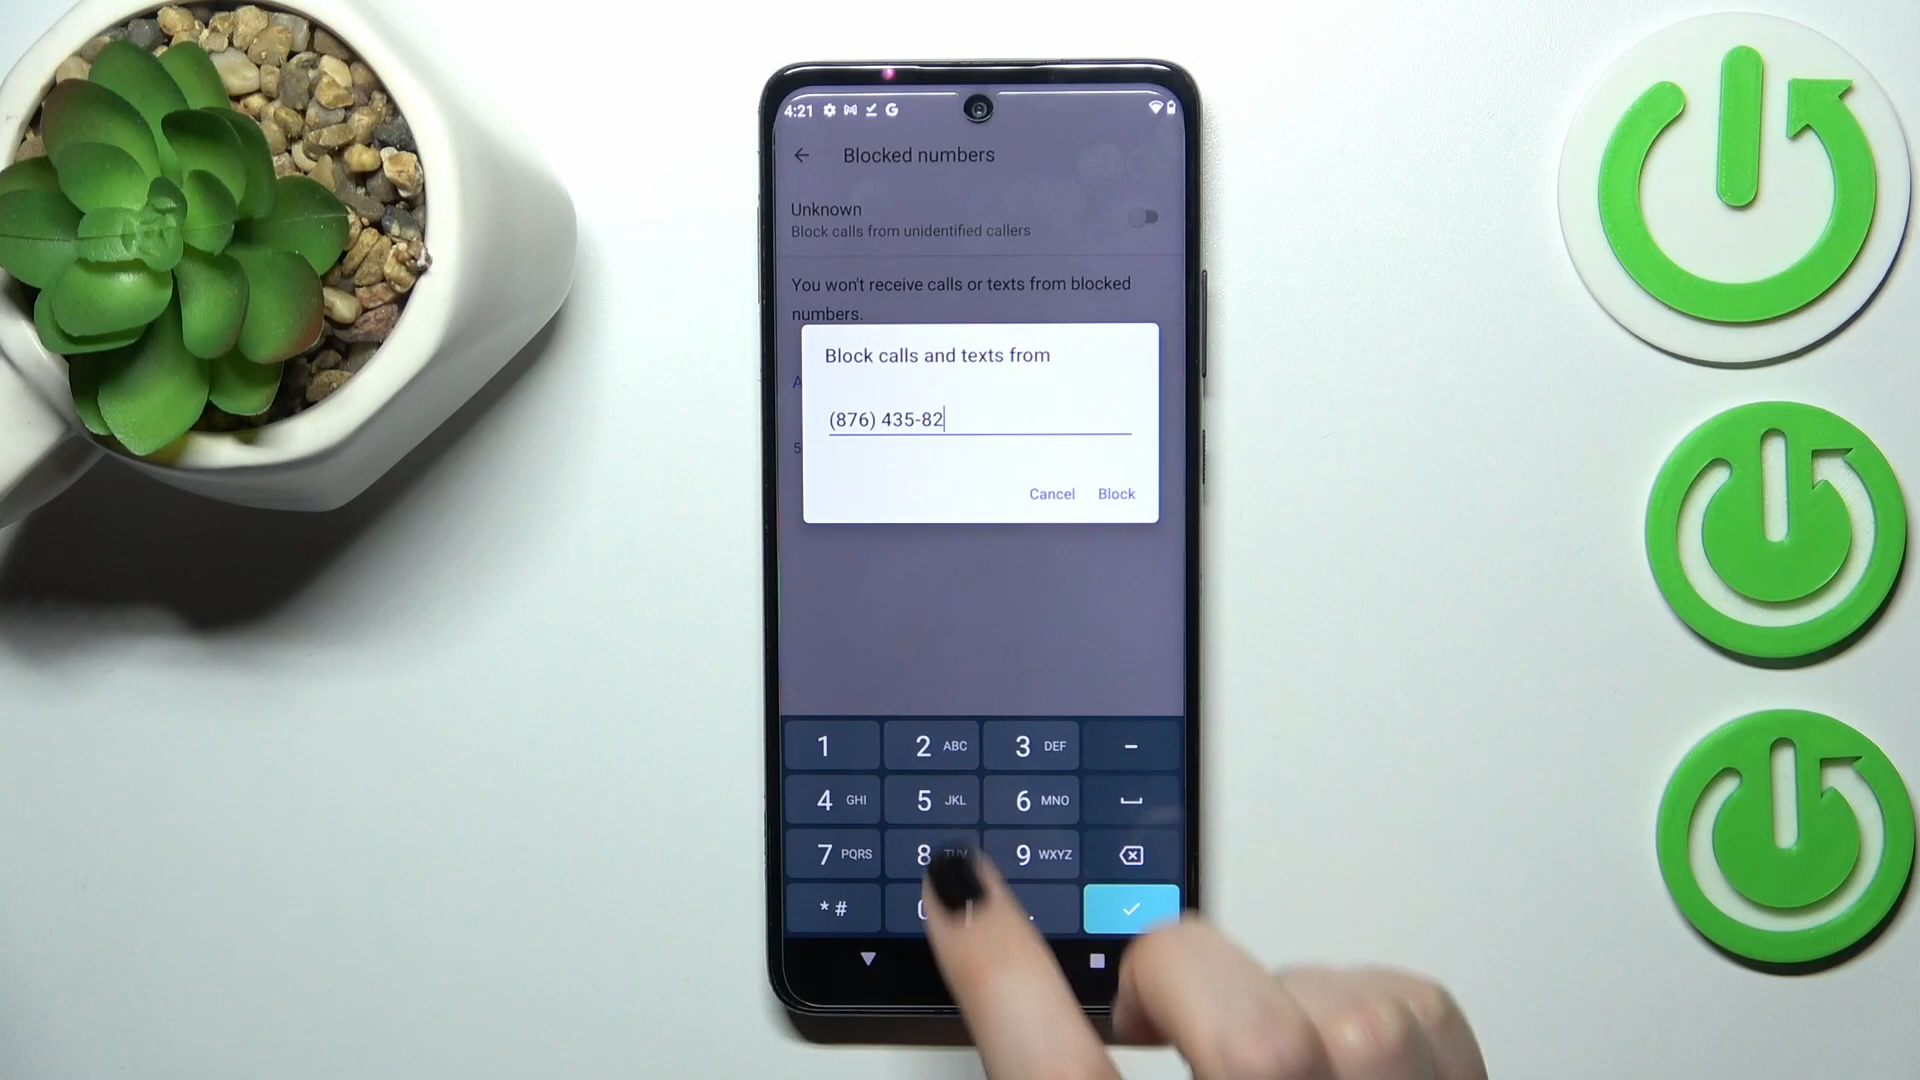 4:21
Blocked numbers
Unknown
Block calls from unidentified callers
You won't receive calls or texts from blocked
numbers.
Block calls and texts from
A
(876) 435-82
5
Cancel Block
1 2 ABC 3 DEF -
4 GHI 5 JKL 6 MNO
7 PQRS 8 TUV 9 WXYZ
* # 0 .